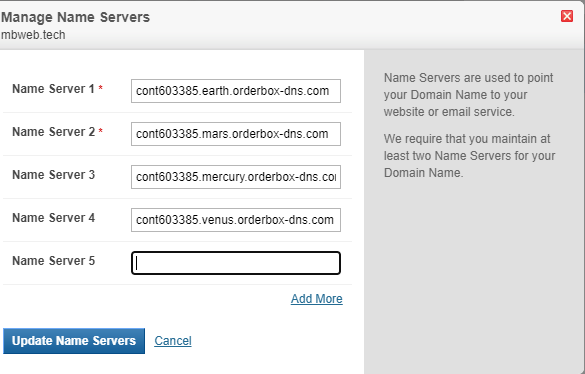 Manage Name Servers
mbweb.tech
Name Server 1 *
cont603385.earth.orderbox-dns.com
Name Server 2 *
cont603385.mars.orderbox-dns.com
Name Server 3
cont603385.mercury.orderbox-dns.co
Name Server 4
cont603385.venus.orderbox-dns.com
Name Server 5
Add More
Update Name Servers
Cancel
Name Servers are used to point
your Domain Name to your
website or email service.
We require that you maintain at
least two Name Servers for your
Domain Name.